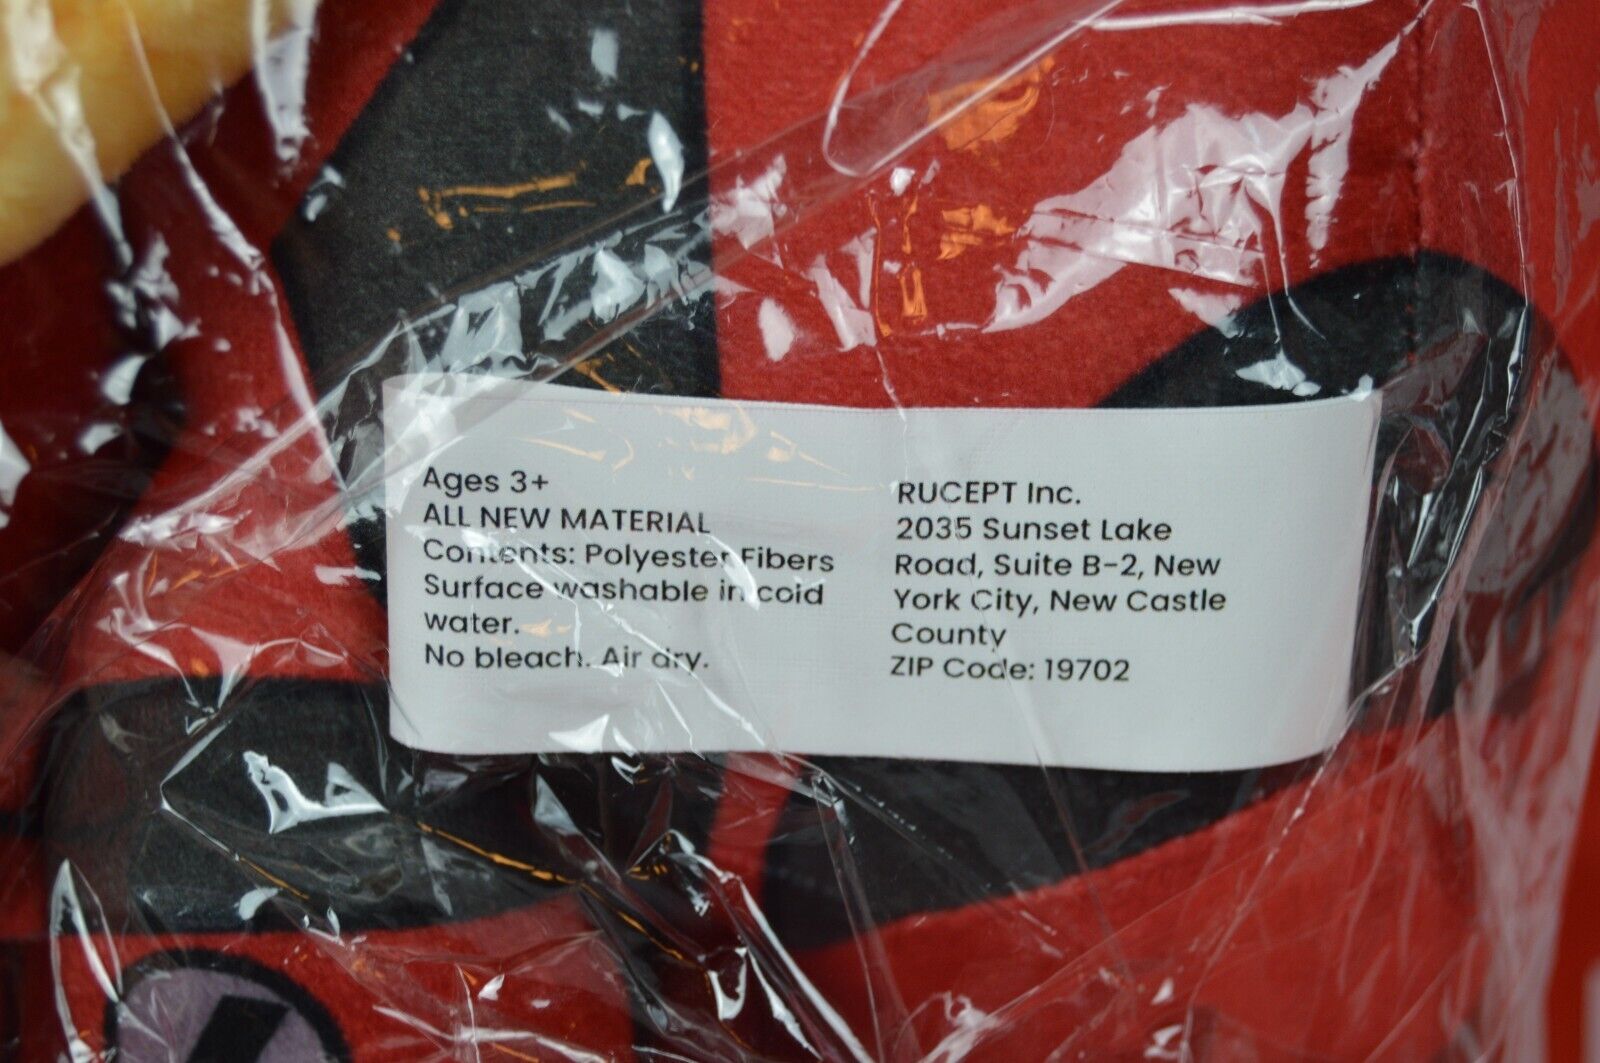 Ages 3+
ALL NEW MATERIAL
Contents: Polyester Fibers
Surface washable in cold
water.
No bleach. Air dry.
RUCEPT Inc.
2035 Sunset Lake
Road, Suite B-2, New
York City, New Castle
County
ZIP Code: 19702